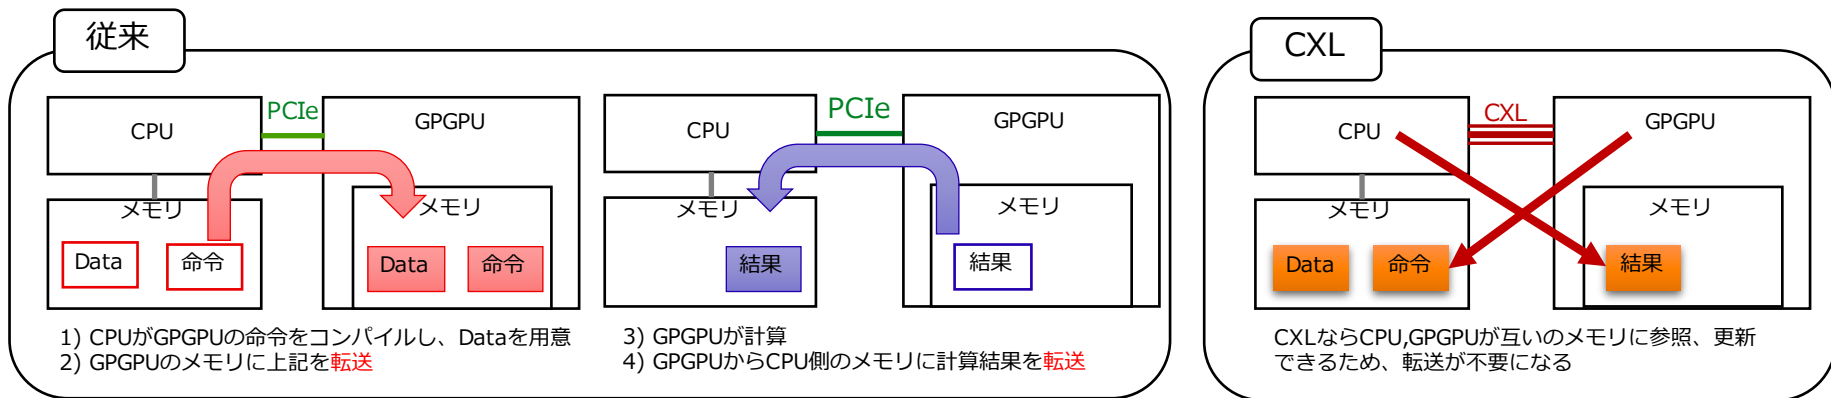 従来
CPU
PCIe
GPGPU
メモリ
メモリ
Data
命令
Data
命令
1) CPUがGPGPUの命令をコンパイルし、Dataを用意
2) GPGPUのメモリに上記を転送
CPU
PCIe
GPGPU
メモリ
メモリ
結果
結果
3) GPGPUが計算
4) GPGPUからCPU側のメモリに計算結果を転送
CXL
CPU
CXL
GPGPU
メモリ
メモリ
Data
命令
結果
CXLならCPU,GPGPUが互いのメモリに参照、更新
できるため、転送が不要になる